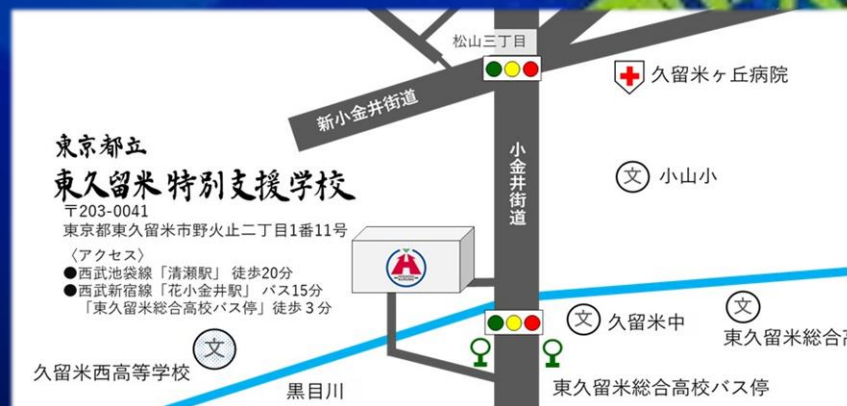 松山三丁目
久留米ヶ丘病院
新小金井街道
東京都立
東久留米特別支援学校
〒203-0041
東京都東久留米市野火止二丁目1番11号
〈アクセス〉
●西武池袋線「清瀬駅」 徒歩20分
●西武新宿線「花小金井駅」 バス15分
「東久留米総合高校バス停」徒歩３分
小金井街道
文 小山小
文
久留米西高等学校
黒目川
文 久留米中
文
東久留米総合高
東久留米総合高校バス停